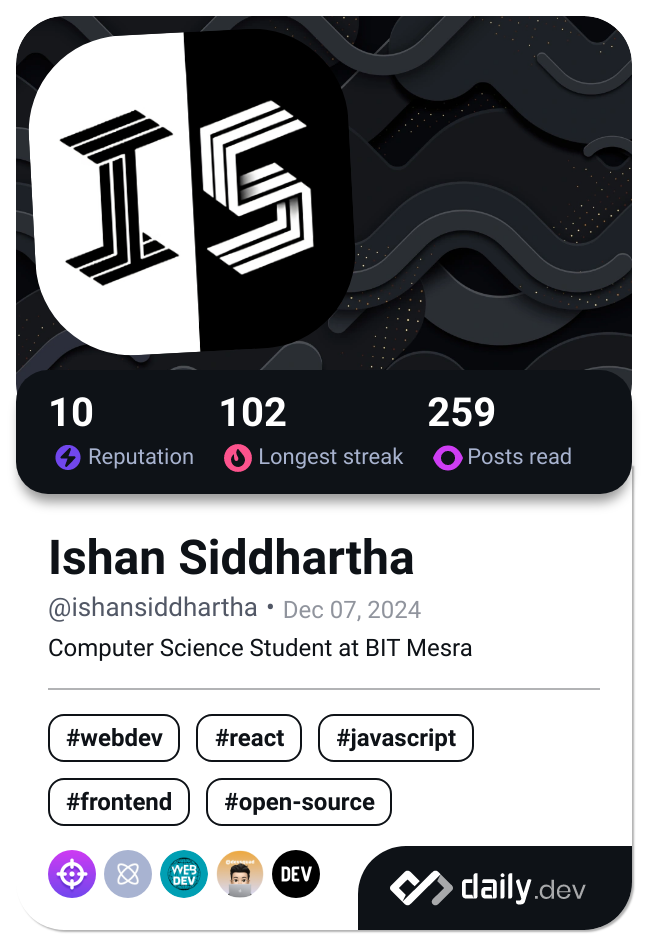 IS
10 102 259
Reputation Longest streak Posts read
Ishan Siddhartha
@ishansiddhartha • Dec 07, 2024
Computer Science Student at BIT Mesra
#webdev #react #javascript
#frontend #open-source
WEB
DEV
DEV
daily.dev